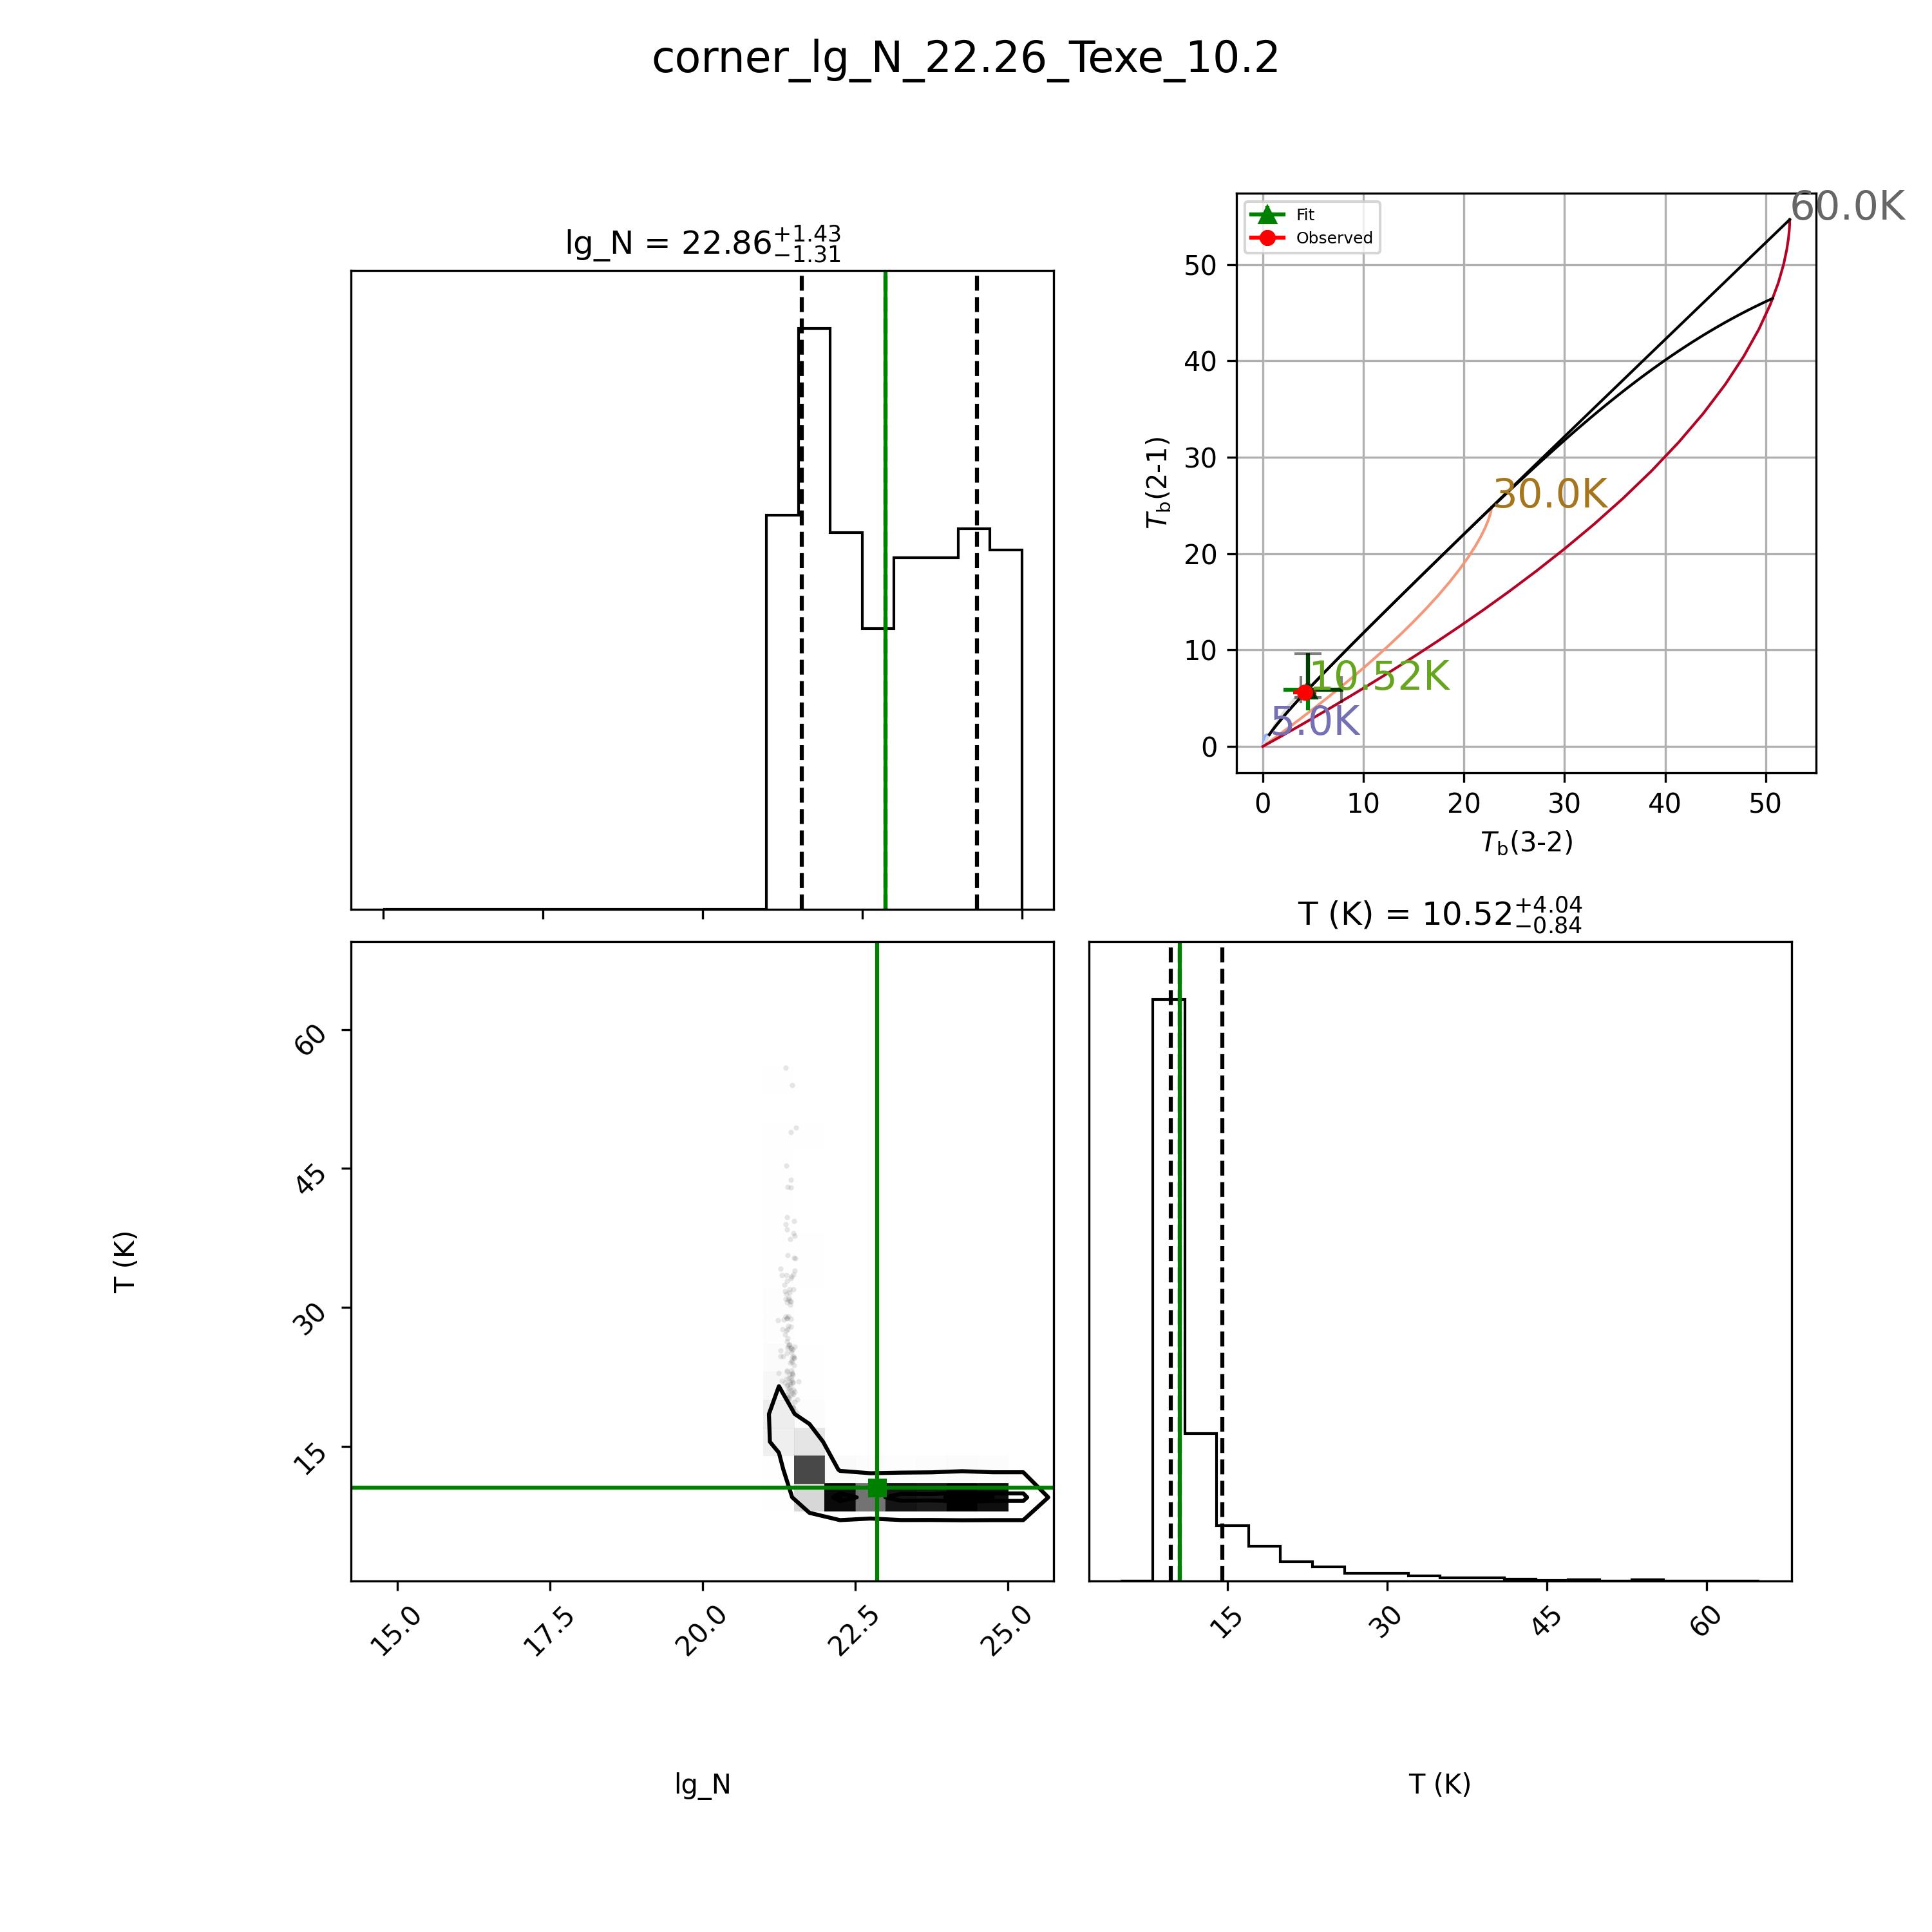 corner_lg_N_22.26_Texe_10.2
lg_N = 22.86+1.43−1.31
60.0K
Fit
Observed
50
40
30
20
10
0
30.0K
10.52K
5.0K
Tb(2-1)
0 10 20 30 40 50
Tb(3-2)
T (K) = 10.52+4.04−0.84
60
45
30
15
T (K)
15.0 17.5 20.0 22.5 25.0
lg_N
15 30 45 60
T (K)